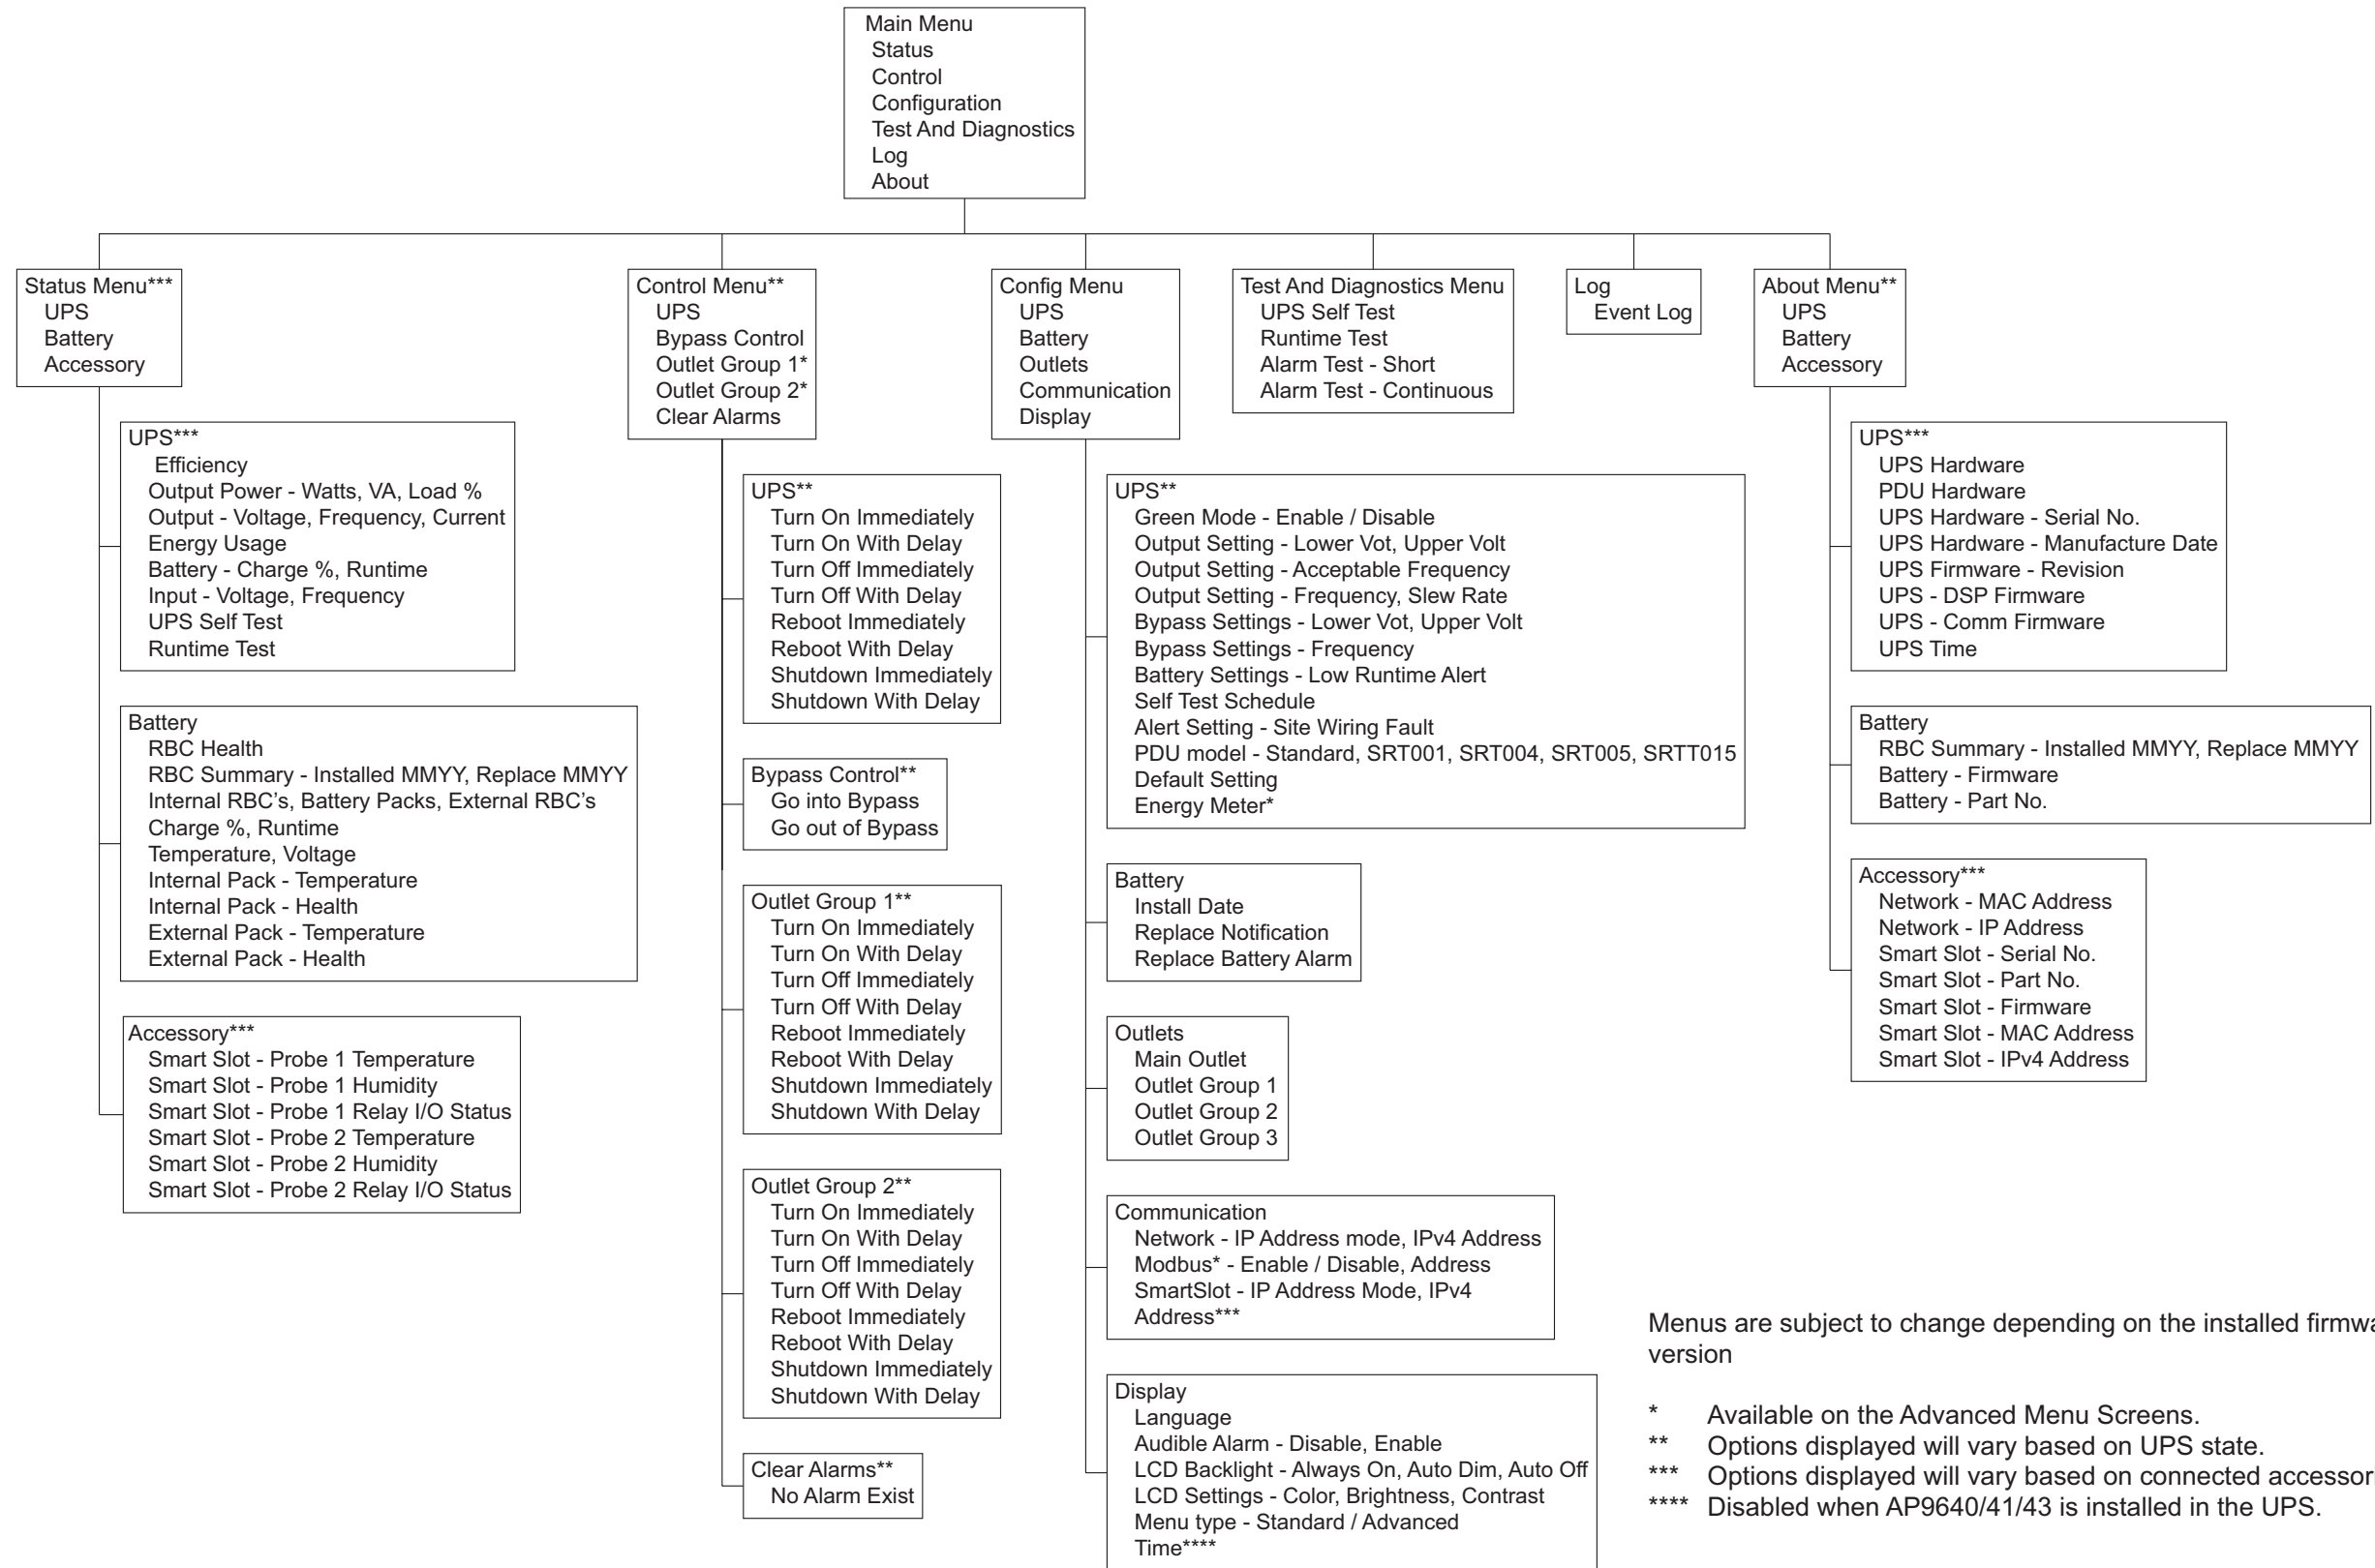 Main Menu
Status
Control
Configuration
Test And Diagnostics
Log
About
Status Menu***
UPS
Battery
Accessory
UPS***
Efficiency
Output Power - Watts, VA, Load %
Output - Voltage, Frequency, Current
Energy Usage
Battery - Charge %, Runtime
Input - Voltage, Frequency
UPS Self Test
Runtime Test
Battery
RBC Health
RBC Summary - Installed MMYY, Replace MMYY
Internal RBC's, Battery Packs, External RBC's
Charge %, Runtime
Temperature, Voltage
Internal Pack - Temperature
Internal Pack - Health
External Pack - Temperature
External Pack - Health
Accessory***
Smart Slot - Probe 1 Temperature
Smart Slot - Probe 1 Humidity
Smart Slot - Probe 1 Relay I/O Status
Smart Slot - Probe 2 Temperature
Smart Slot - Probe 2 Humidity
Smart Slot - Probe 2 Relay I/O Status
Control Menu**
UPS
Bypass Control
Outlet Group 1*
Outlet Group 2*
Clear Alarms
UPS**
Turn On Immediately
Turn On With Delay
Turn Off Immediately
Turn Off With Delay
Reboot Immediately
Reboot With Delay
Shutdown Immediately
Shutdown With Delay
Bypass Control**
Go into Bypass
Go out of Bypass
Outlet Group 1**
Turn On Immediately
Turn On With Delay
Turn Off Immediately
Turn Off With Delay
Reboot Immediately
Reboot With Delay
Shutdown Immediately
Shutdown With Delay
Outlet Group 2**
Turn On Immediately
Turn On With Delay
Turn Off Immediately
Turn Off With Delay
Reboot Immediately
Reboot With Delay
Shutdown Immediately
Shutdown With Delay
Clear Alarms**
No Alarm Exist
Config Menu
UPS
Battery
Outlets
Communication
Display
UPS**
Green Mode - Enable / Disable
Output Setting - Lower Vot, Upper Volt
Output Setting - Acceptable Frequency
Output Setting - Frequency, Slew Rate
Bypass Settings - Lower Vot, Upper Volt
Bypass Settings - Frequency
Battery Settings - Low Runtime Alert
Self Test Schedule
Alert Setting - Site Wiring Fault
PDU model - Standard, SRT001, SRT004, SRT005, SRTT015
Default Setting
Energy Meter*
Battery
Install Date
Replace Notification
Replace Battery Alarm
Outlets
Main Outlet
Outlet Group 1
Outlet Group 2
Outlet Group 3
Communication
Network - IP Address mode, IPv4 Address
Modbus* - Enable / Disable, Address
SmartSlot - IP Address Mode, IPv4
Address***
Display
Language
Audible Alarm - Disable, Enable
LCD Backlight - Always On, Auto Dim, Auto Off
LCD Settings - Color, Brightness, Contrast
Menu type - Standard / Advanced
Time****
Test And Diagnostics Menu
UPS Self Test
Runtime Test
Alarm Test - Short
Alarm Test - Continuous
Log
Event Log
About Menu**
UPS
Battery
Accessory
UPS***
UPS Hardware
PDU Hardware
UPS Hardware - Serial No.
UPS Hardware - Manufacture Date
UPS Firmware - Revision
UPS - DSP Firmware
UPS - Comm Firmware
UPS Time
Battery
RBC Summary - Installed MMYY, Replace MMYY
Battery - Firmware
Battery - Part No.
Accessory***
Network - MAC Address
Network - IP Address
Smart Slot - Serial No.
Smart Slot - Part No.
Smart Slot - Firmware
Smart Slot - MAC Address
Smart Slot - IPv4 Address
Menus are subject to change depending on the installed
version
* Available on the Advanced Menu Screens.
** Options displayed will vary based on UPS state.
*** Options displayed will vary based on connected
**** Disabled when AP9640/41/43 is installed in the UPS.